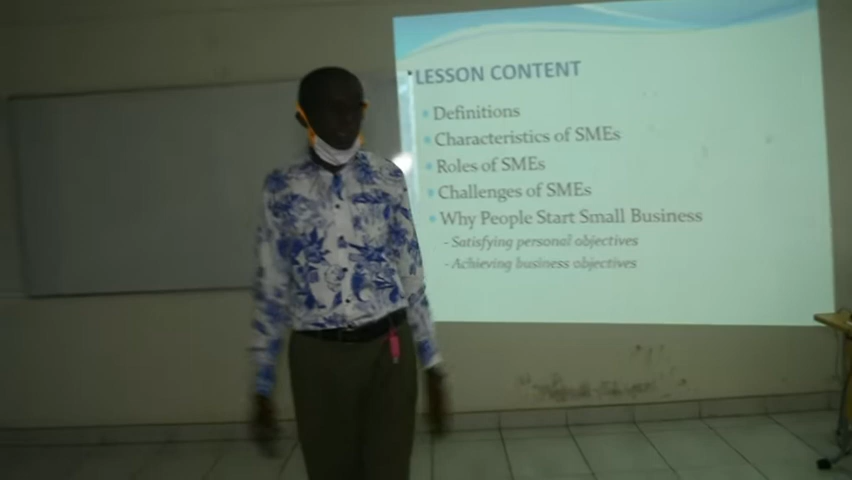 LESSON CONTENT
Definitions
Characteristics of SMEs
Roles of SMEs
Challenges of SMEs
Why People Start Small Business
- Satisfying personal objectives
- Achieving business objectives